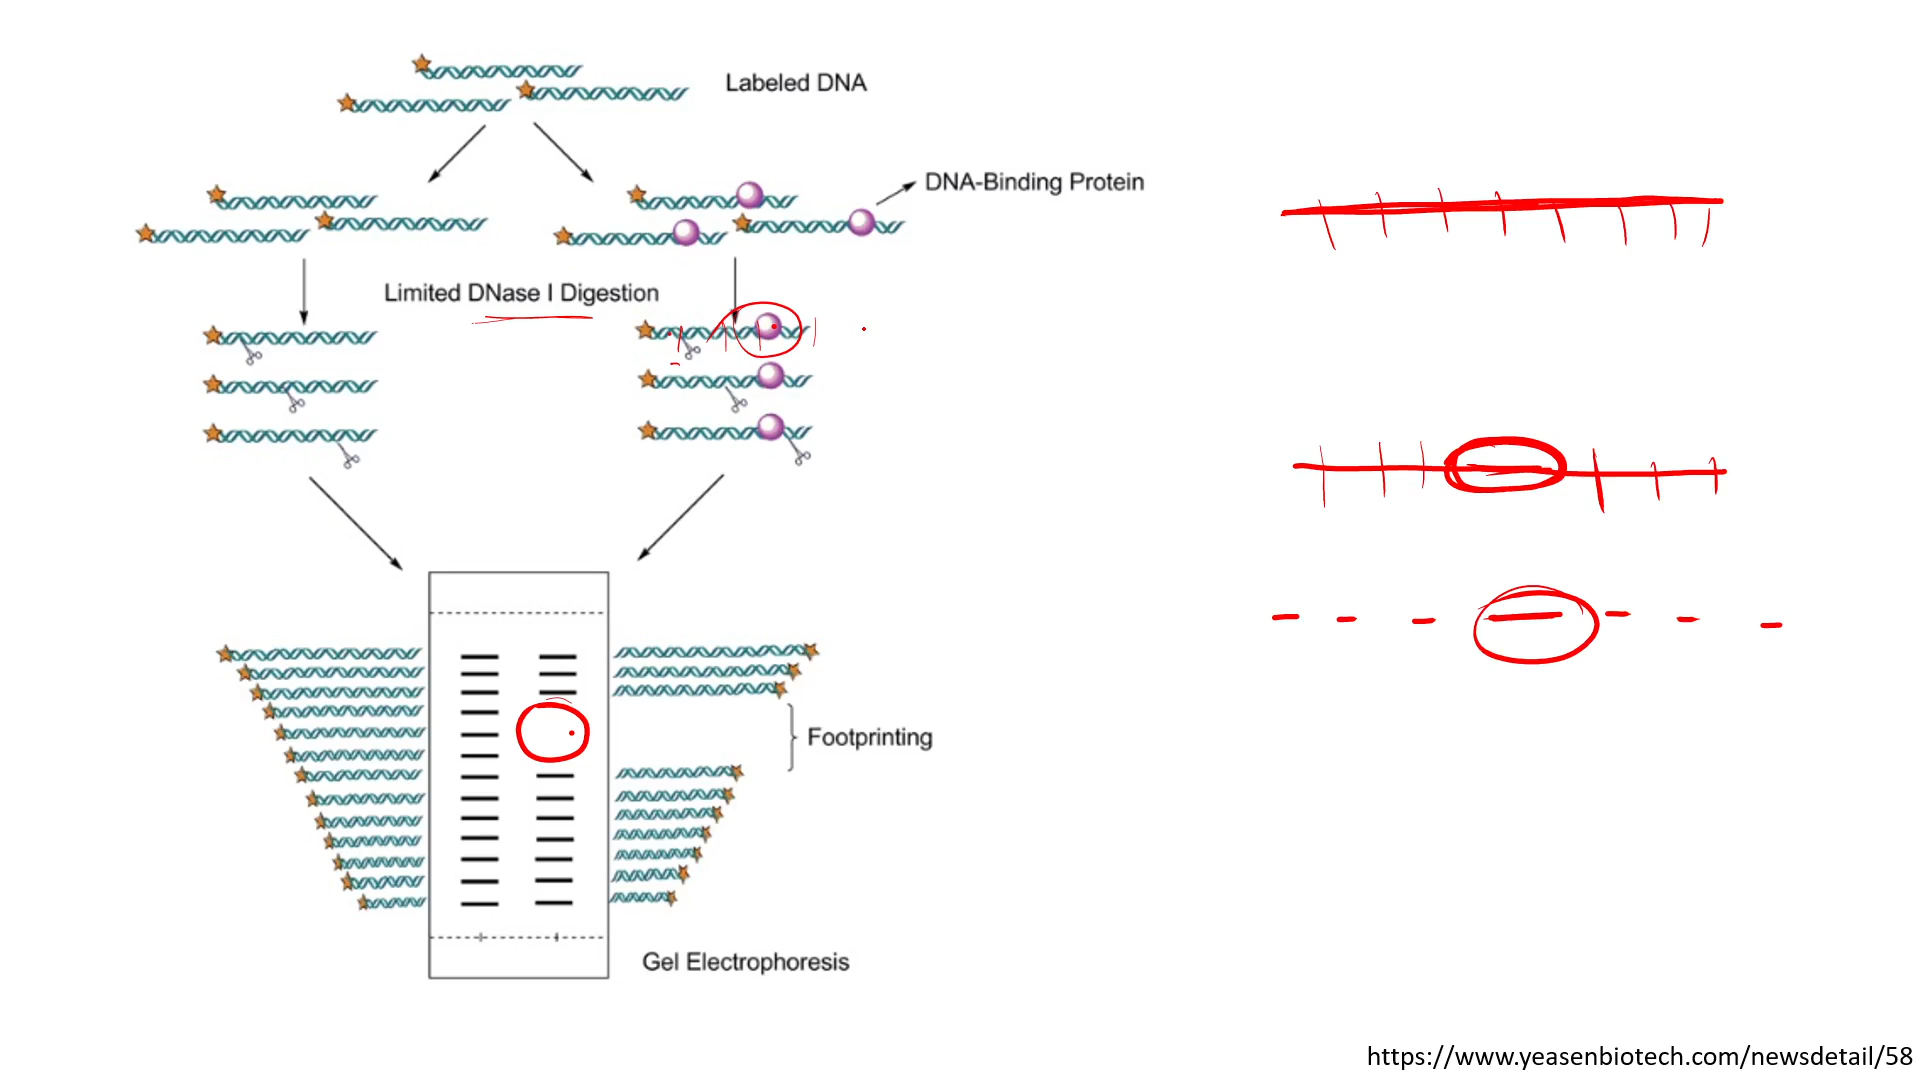 Labeled DNA
DNA-Binding Protein
Limited DNase I Digestion
Footprinting
Gel Electrophoresis
https://www.yeasenbiotech.com/newsdetail/58